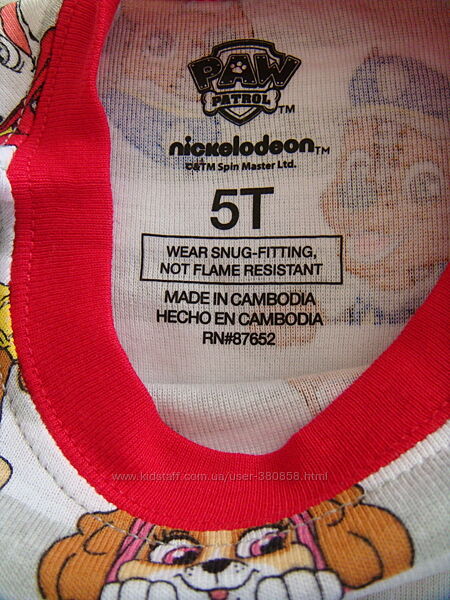 PAW
PATROL TM
nickelodeon TM
©&TM Spin Master Ltd.
5T
WEAR SNUG-FITTING,
NOT FLAME RESISTANT
MADE IN CAMBODIA
HECHO EN CAMBODIA
RN#87652
www.kidstaff.com.ua/user-380858.html